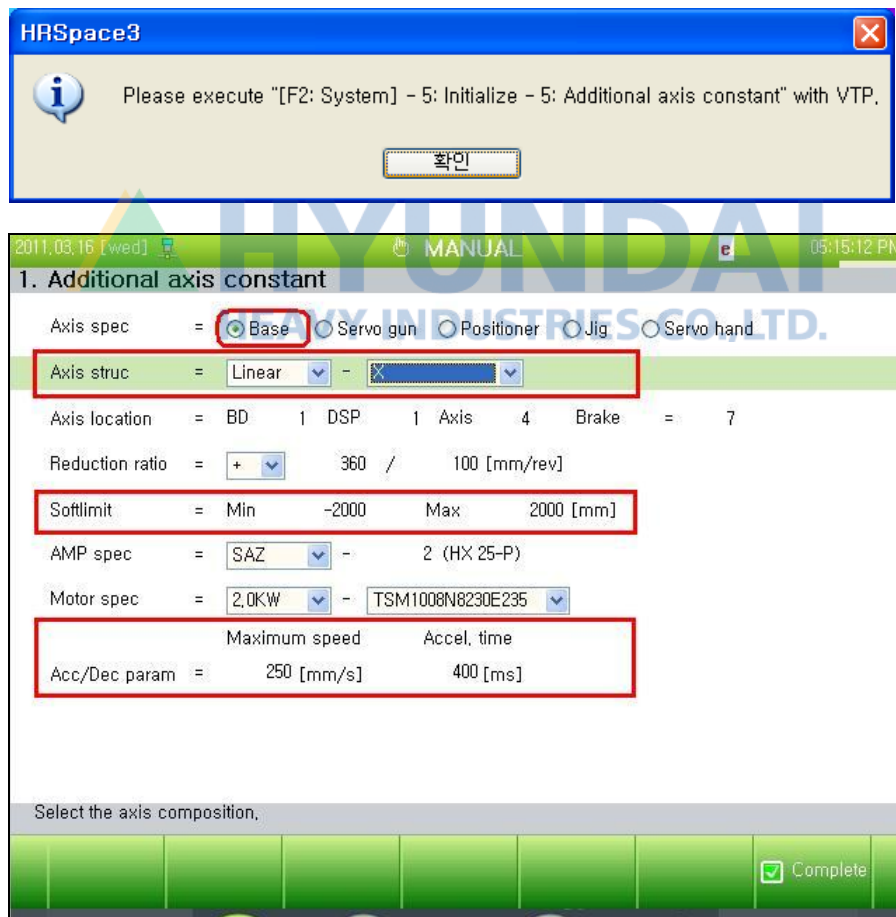 HRSpace3
Please execute "[F2: System] - 5: Initialize - 5: Additional axis constant" with VTP.
확인
HYUNDAI
HEAVY INDUSTRIES CO., LTD.
2011.03.16 [wed] MANUAL e 05:15:12 PM
1. Additional axis constant
Axis spec = Base Servo gun Positioner Jig Servo hand
Axis struc = Linear - X
Axis location = BD 1 DSP 1 Axis 4 Brake = 7
Reduction ratio = + 360 / 100 [mm/rev]
Softlimit = Min -2000 Max 2000 [mm]
AMP spec = SAZ - 2 (HX 25-P)
Motor spec = 2.0KW - TSM1008N8230E235
Maximum speed Accel. time
Acc/Dec param = 250 [mm/s] 400 [ms]
Select the axis composition.
Complete